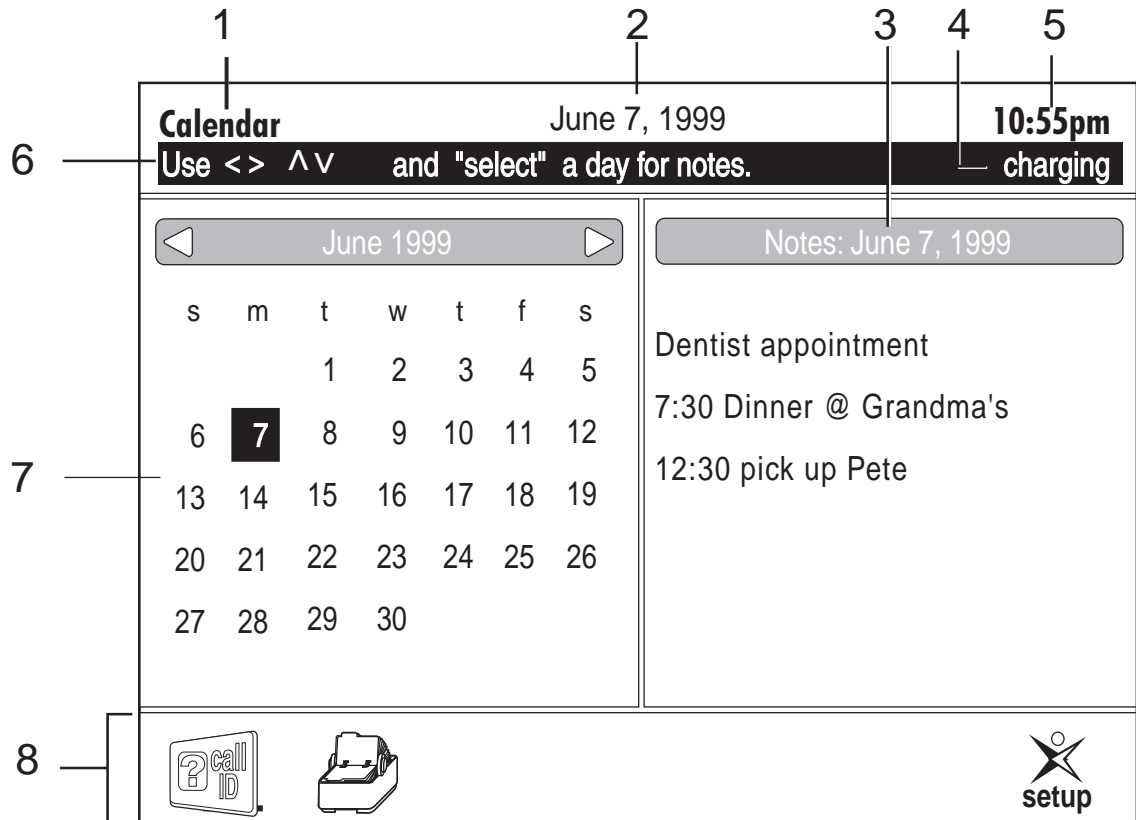 1 2 3 4 5
Calendar June 7, 1999 10:55pm
6 Use < > ∧ ∨ and "select" a day for notes. charging
June 1999 Notes: June 7, 1999
s m t w t f s
Dentist appointment
1 2 3 4 5
7:30 Dinner @ Grandma's
6 7 8 9 10 11 12
12:30 pick up Pete
7
13 14 15 16 17 18 19
20 21 22 23 24 25 26
27 28 29 30
8 ? call ID setup